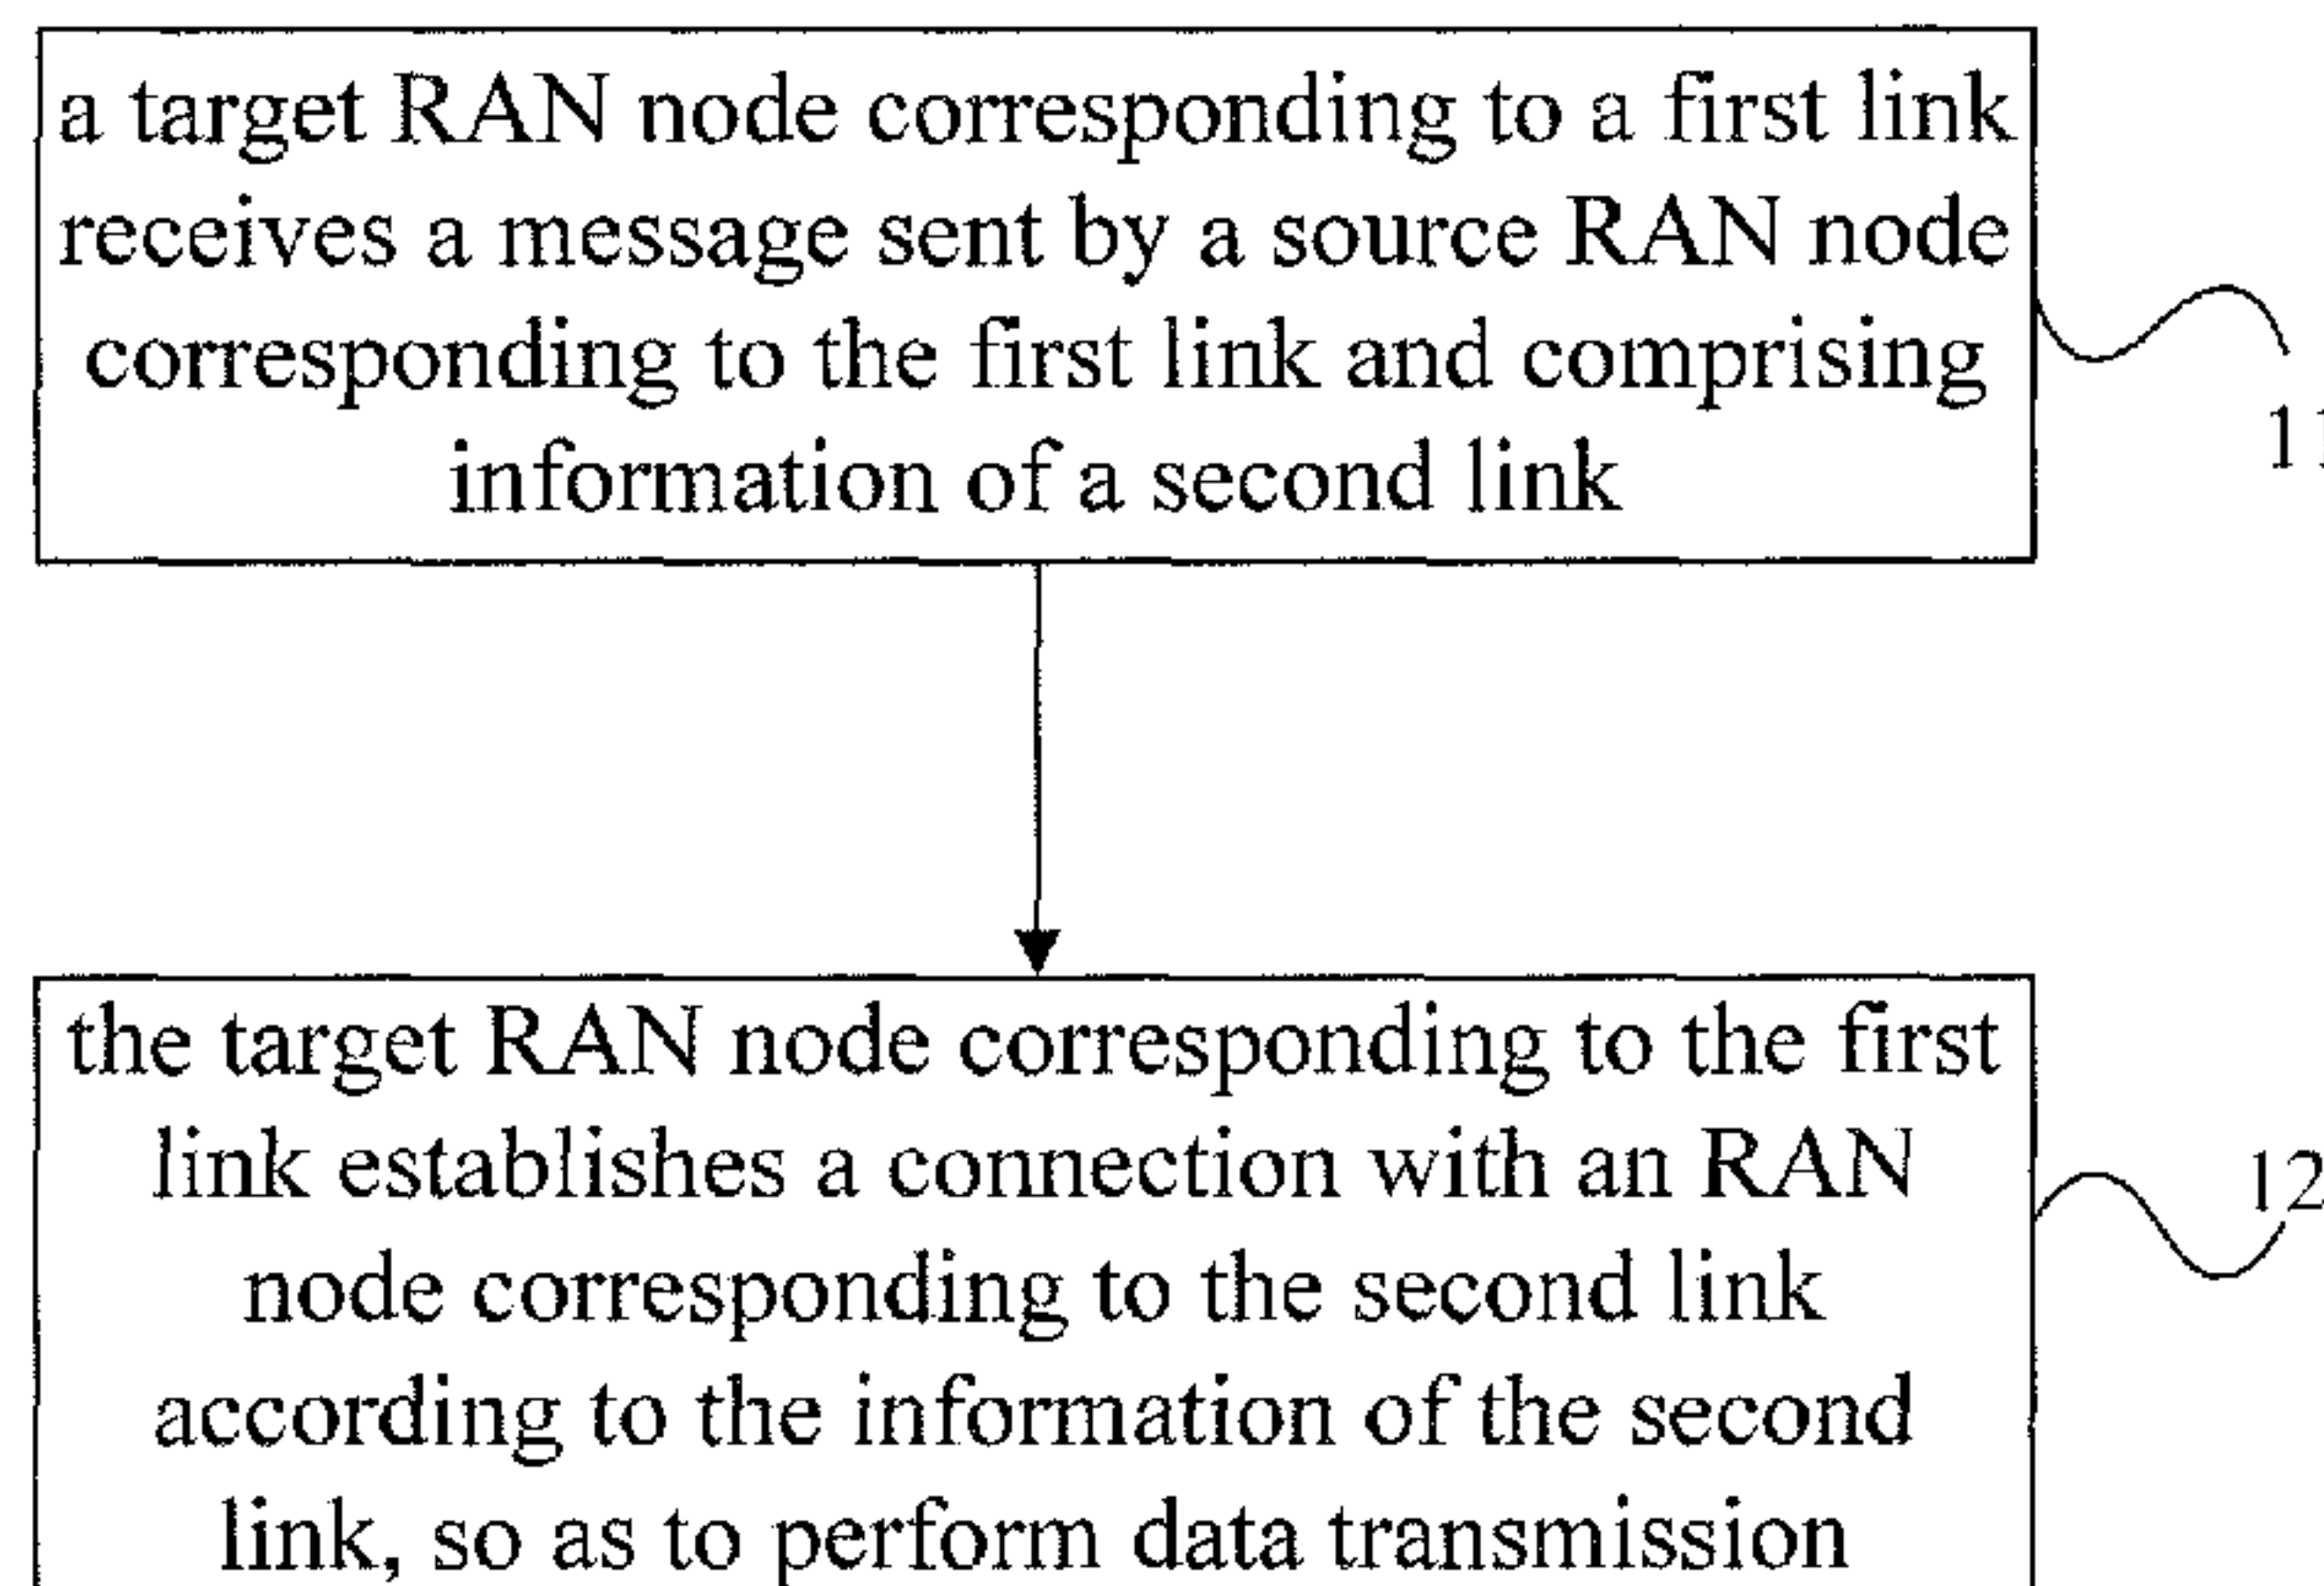 a target RAN node corresponding to a first link
receives a message sent by a source RAN node
corresponding to the first link and comprising
information of a second link
11
the target RAN node corresponding to the first
link establishes a connection with an RAN
node corresponding to the second link
according to the information of the second
link, so as to perform data transmission
12